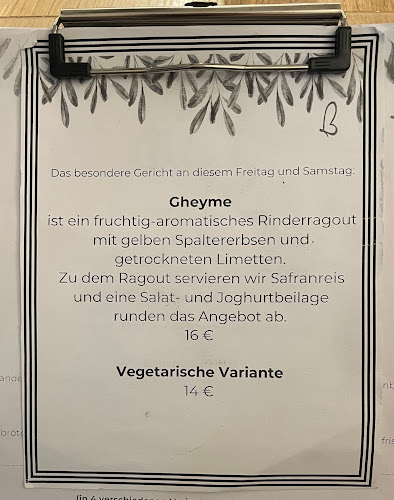 B
Das besondere Gericht an diesem Freitag und Samstag:
Gheyme
ist ein fruchtig-aromatisches Rinderragout
mit gelben Spaltererbsen und
getrockneten Limetten.
Zu dem Ragout servieren wir Safranreis
und eine Salat- und Joghurtbeilage
runden das Angebot ab.
16 €
Vegetarische Variante
14 €